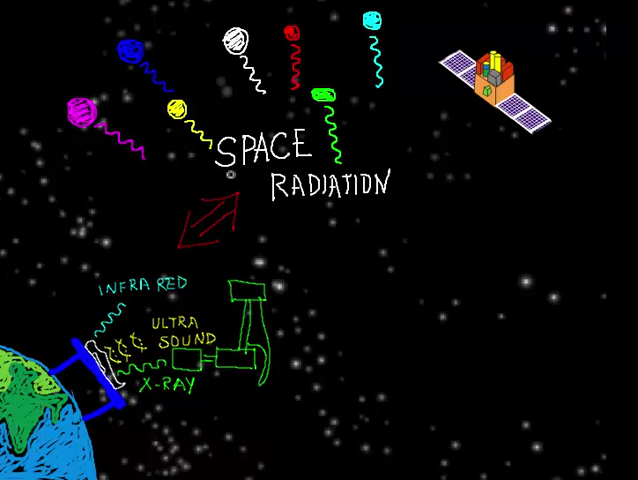 SPACE
RADIATION
INFRA RED
ULTRA
SOUND
X-RAY